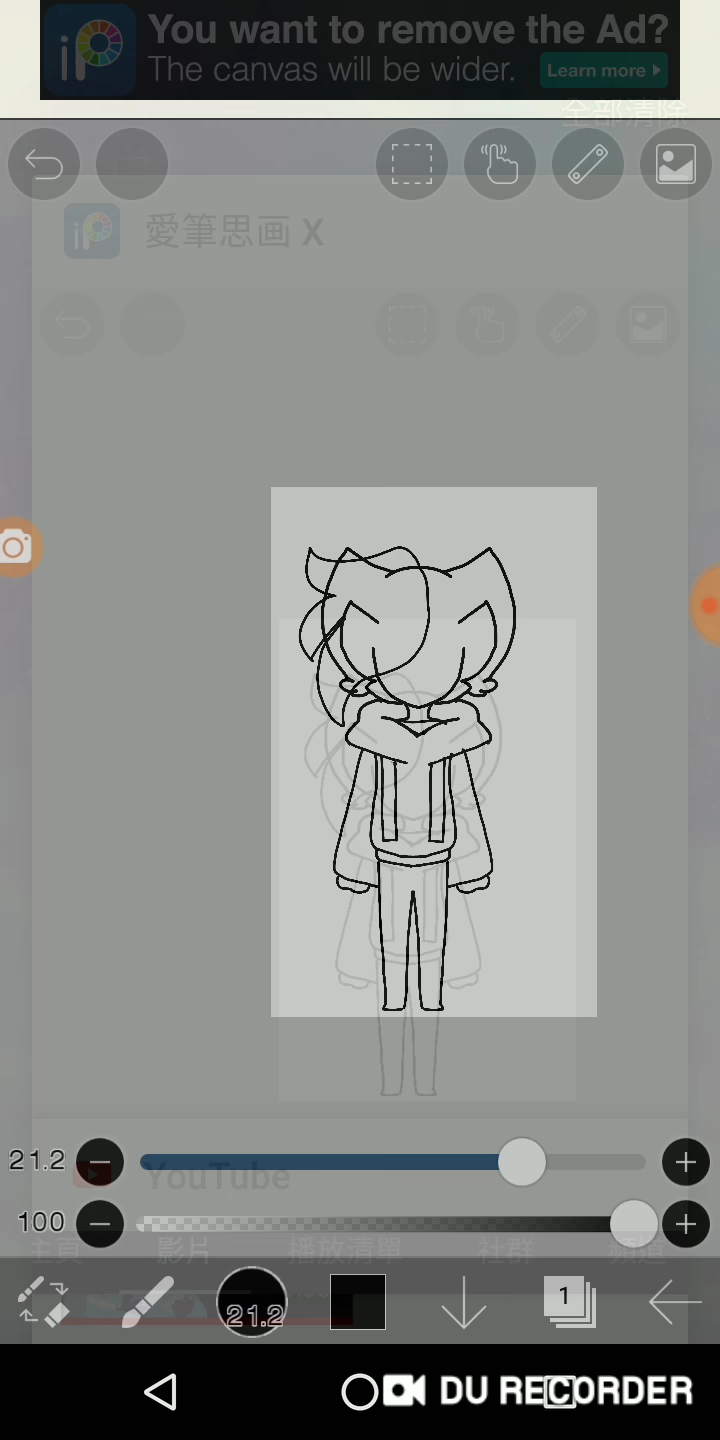 iP You want to remove the Ad?
The canvas will be wider. Learn more
全部清除
iP 愛筆思画 X
21.2
YouTube
100
主頁 影片 播放清單 社群 頻道
21.2 1
DU RECORDER